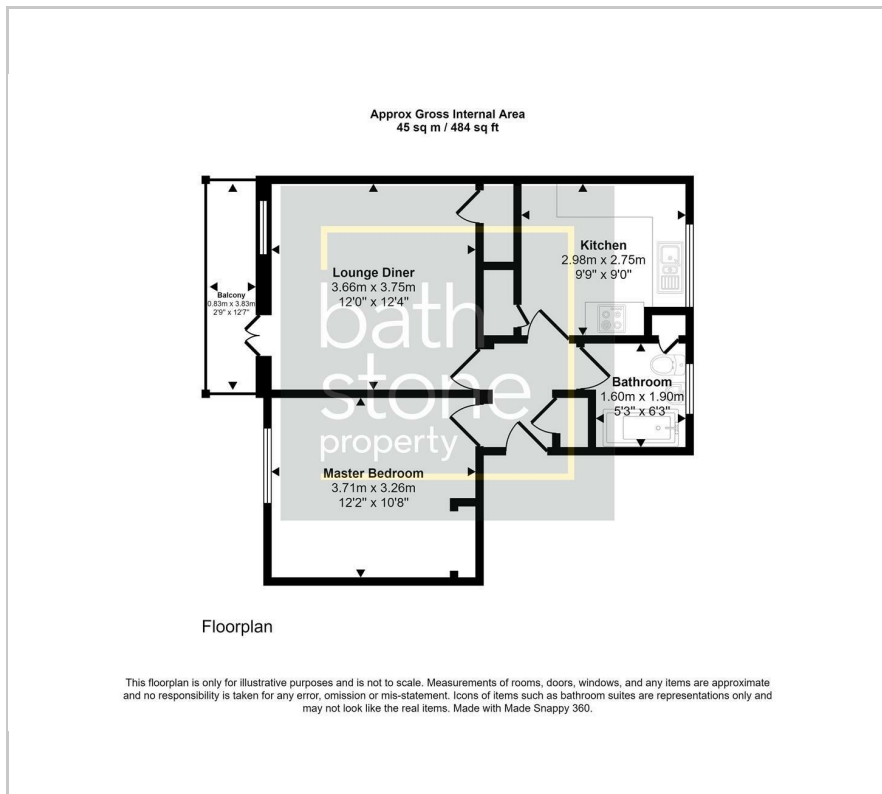 Approx Gross Internal Area
45 sq m / 484 sq ft
Kitchen
2.98m x 2.75m
9'9" x 9'0"
Lounge Diner
3.66m x 3.75m
12'0" x 12'4"
Balcony
0.83m x 3.83m
2'9" x 12'7"
bath
stone
property
Bathroom
1.60m x 1.90m
5'3" x 6'3"
Master Bedroom
3.71m x 3.26m
12'2" x 10'8"
Floorplan
This floorplan is only for illustrative purposes and is not to scale. Measurements of rooms, doors, windows, and any items are approximate
and no responsibility is taken for any error, omission or mis-statement. Icons of items such as bathroom suites are representations only and
may not look like the real items. Made with Made Snappy 360.